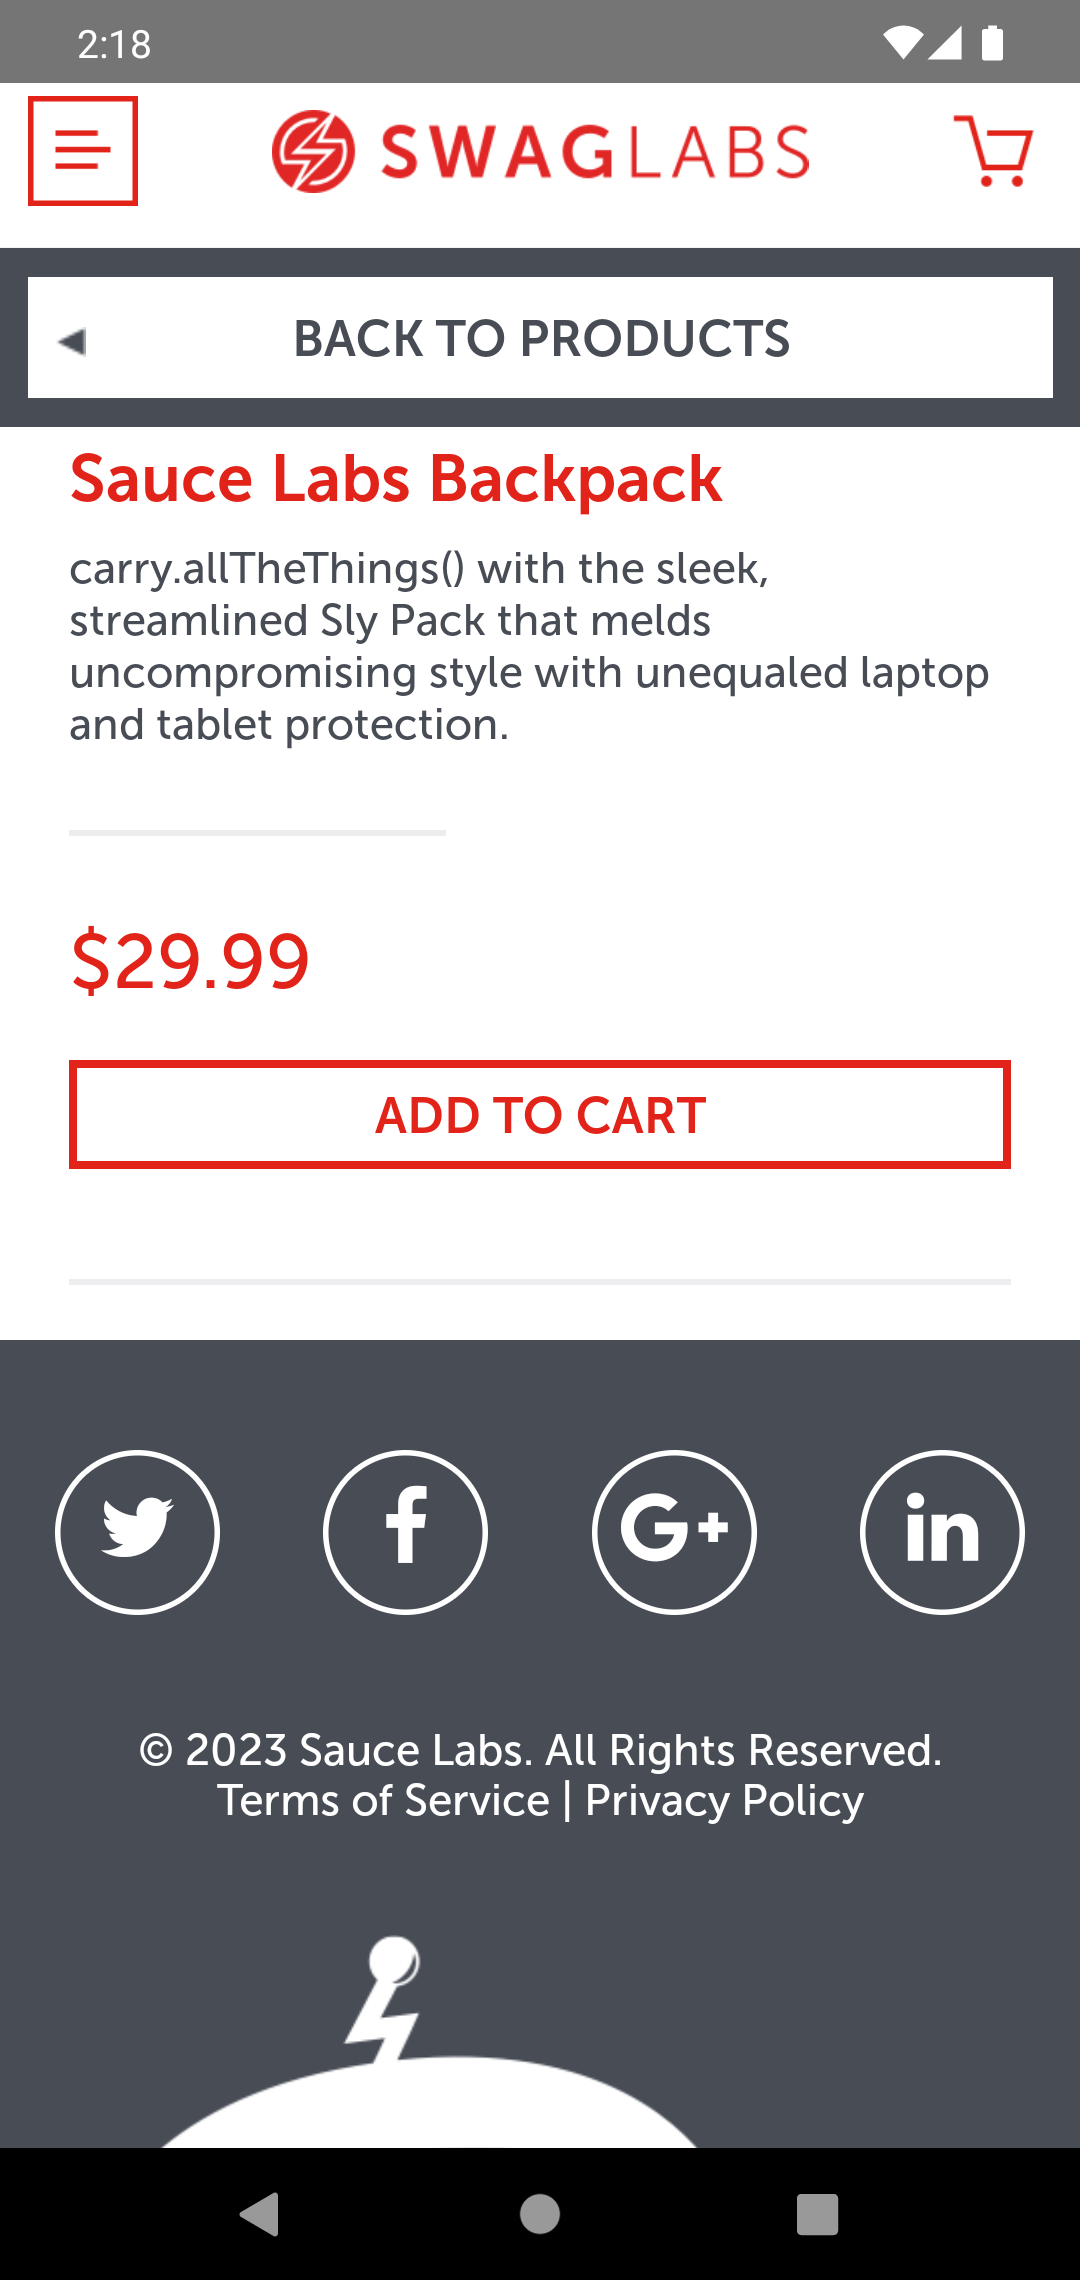 2:18
SWAGLABS
BACK TO PRODUCTS
Sauce Labs Backpack
carry.allTheThings() with the sleek,
streamlined Sly Pack that melds
uncompromising style with unequaled laptop
and tablet protection.
$29.99
ADD TO CART
f
G+
in
© 2023 Sauce Labs. All Rights Reserved.
Terms of Service | Privacy Policy